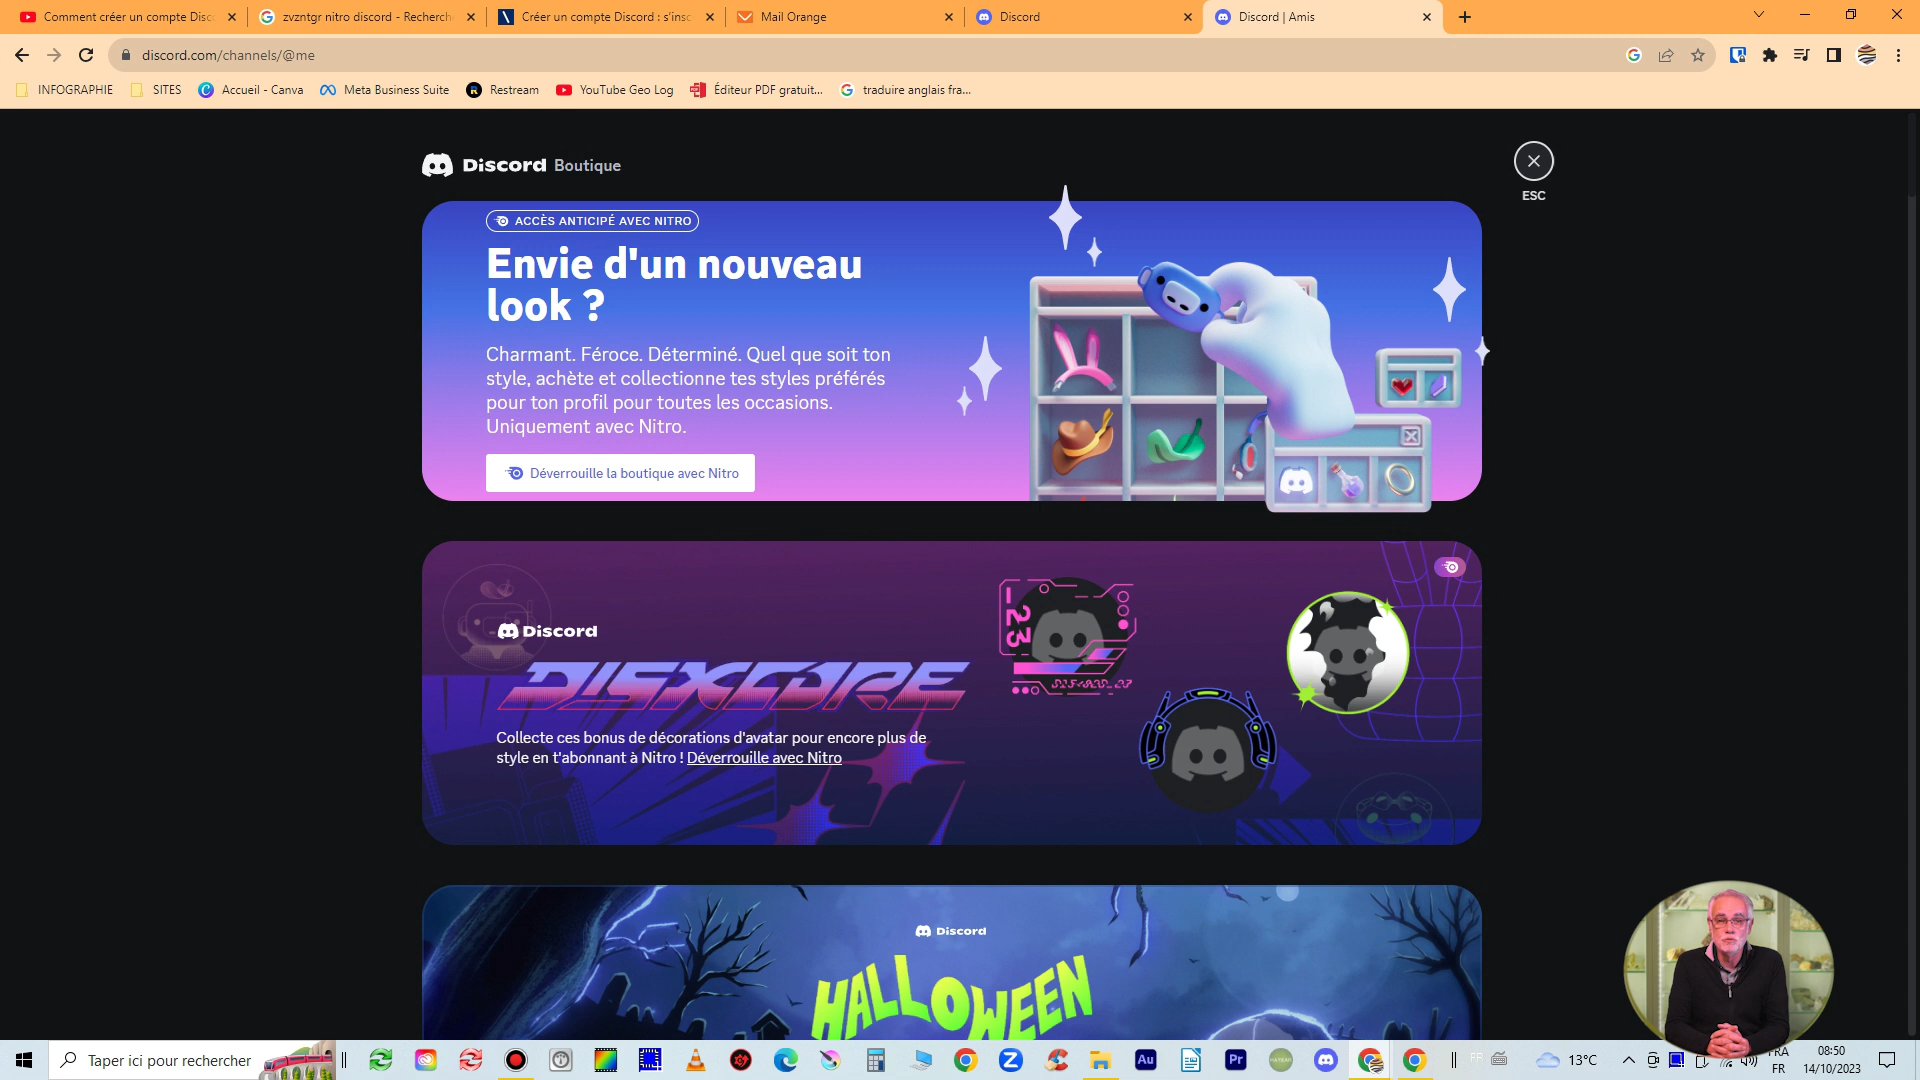 Comment créer un compte Disc
zvzntgr nitro discord - Recherch
Créer un compte Discord : s'insc
Mail Orange
Discord
Discord | Amis
discord.com/channels/@me
INFOGRAPHIE
SITES
Accueil - Canva
Meta Business Suite
Restream
YouTube Geo Log
Éditeur PDF gratuit...
traduire anglais fra...
Discord Boutique
ESC
ACCÈS ANTICIPÉ AVEC NITRO
Envie d'un nouveau
look ?
Charmant. Féroce. Déterminé. Quel que soit ton
style, achète et collectionne tes styles préférés
pour ton profil pour toutes les occasions.
Uniquement avec Nitro.
Déverrouille la boutique avec Nitro
Discord
DISXCORE
Collecte ces bonus de décorations d'avatar pour encore plus de
style en t'abonnant à Nitro ! Déverrouille avec Nitro
_23
Discord
HALLOWEEN
Taper ici pour rechercher
Au
Pr
FR
13°C
FRA
FR
08:50
14/10/2023